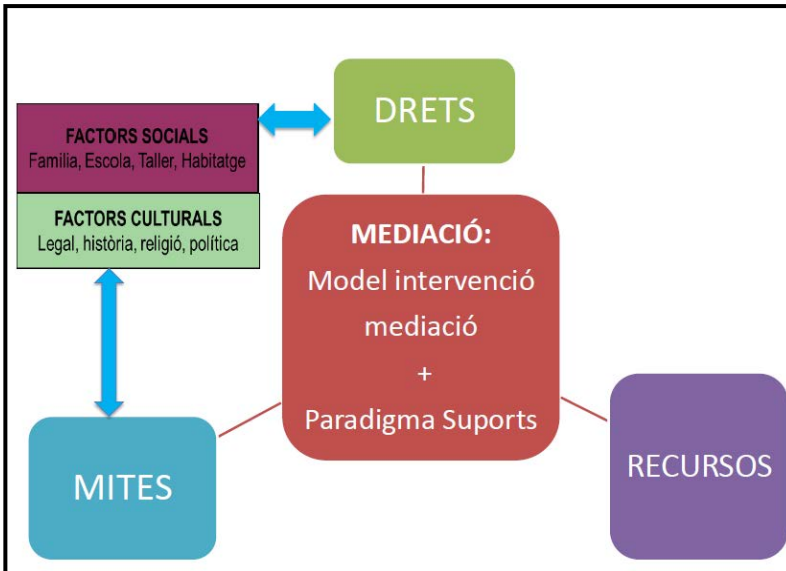 DRETS
FACTORS SOCIALS
Familia, Escola, Taller, Habitatge
FACTORS CULTURALS
Legal, història, religió, política
MEDIACIÓ:
Model intervenció
mediació
+
Paradigma Suports
MITES
RECURSOS